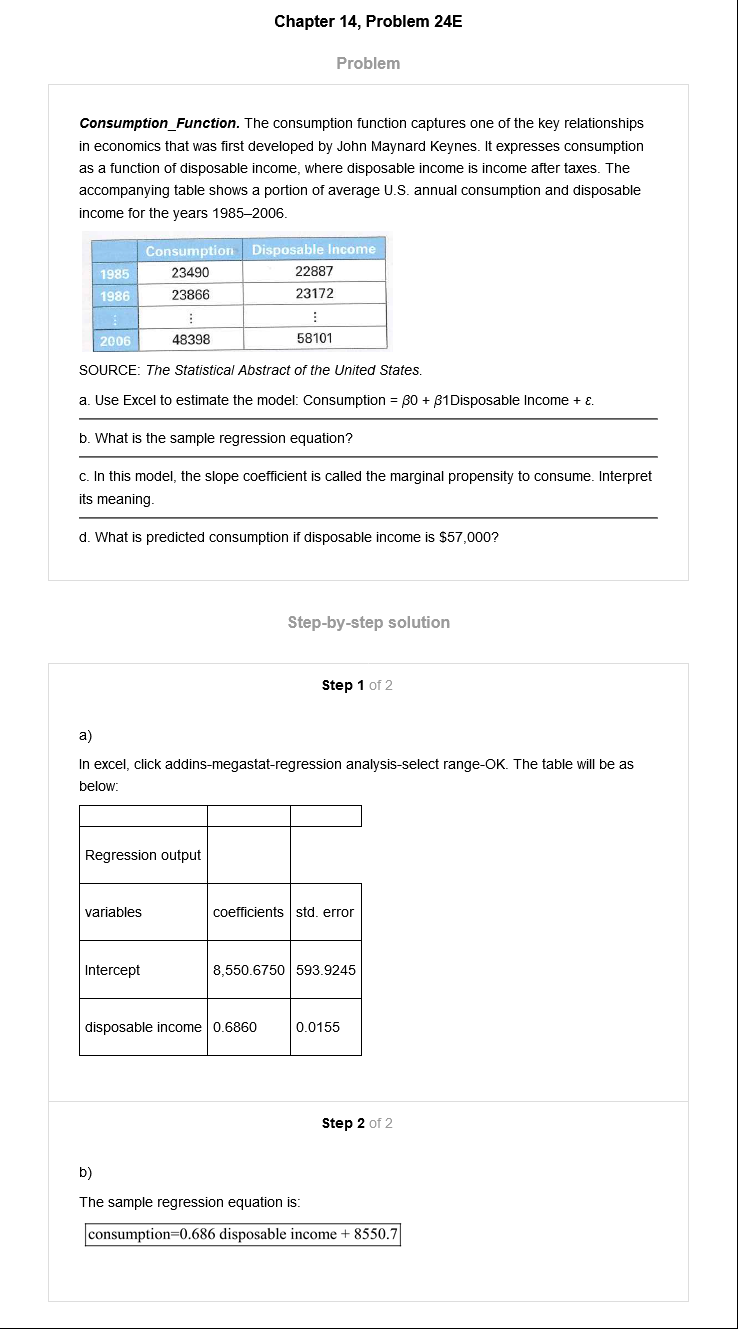 Chapter 14, Problem 24E
Problem
Consumption_Function. The consumption function captures one of the key relationships
in economics that was first developed by John Maynard Keynes. It expresses consumption
as a function of disposable income, where disposable income is income after taxes. The
accompanying table shows a portion of average U.S. annual consumption and disposable
income for the years 1985–2006.
Consumption Disposable Income
1985 23490 22887
1986 23866 23172
⋮ ⋮ ⋮
2006 48398 58101
SOURCE: The Statistical Abstract of the United States.
a. Use Excel to estimate the model: Consumption = β0 + β1Disposable Income + ε.
b. What is the sample regression equation?
c. In this model, the slope coefficient is called the marginal propensity to consume. Interpret
its meaning.
d. What is predicted consumption if disposable income is $57,000?
Step-by-step solution
Step 1 of 2
a)
In excel, click addins-megastat-regression analysis-select range-OK. The table will be as
below:
Regression output
variables coefficients std. error
Intercept 8,550.6750 593.9245
disposable income 0.6860 0.0155
Step 2 of 2
b)
The sample regression equation is:
consumption=0.686 disposable income + 8550.7